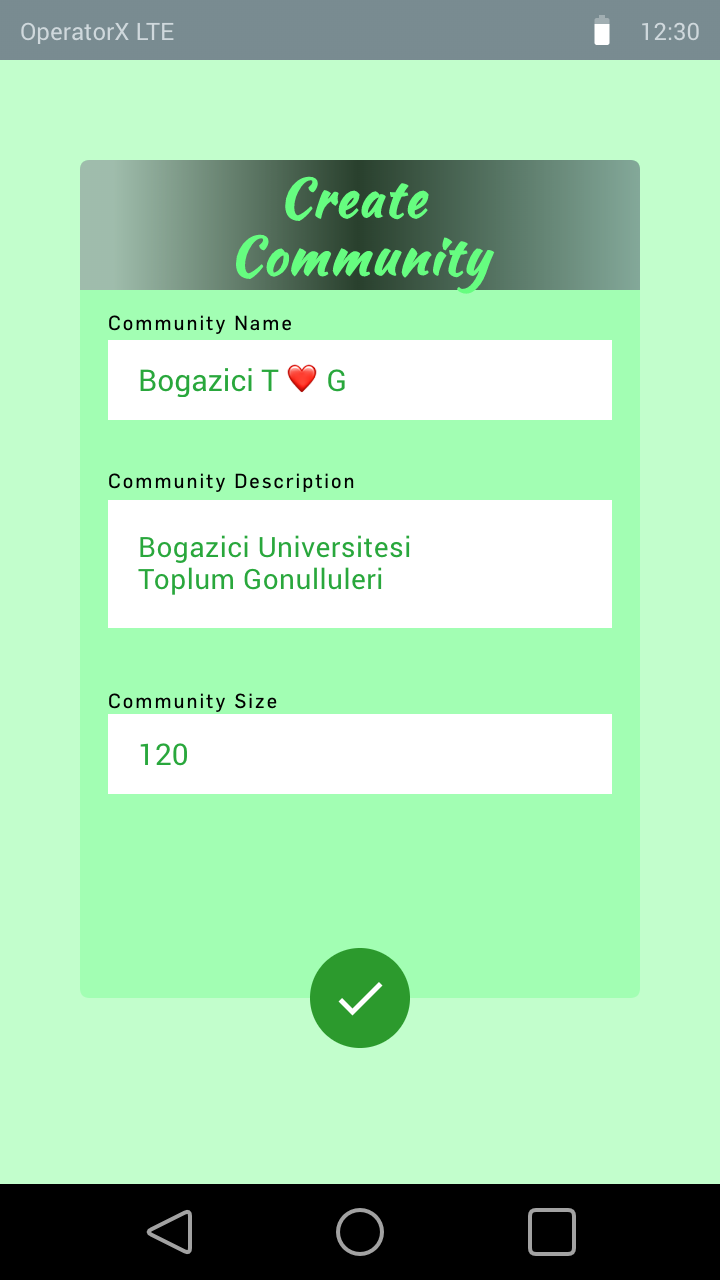 OperatorX LTE 12:30
Create
Community
Community Name
Bogazici T ❤️ G
Community Description
Bogazici Universitesi
Toplum Gonulluleri
Community Size
120